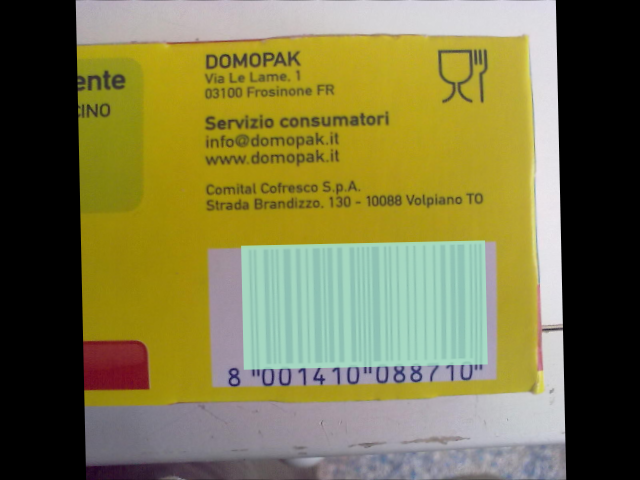 ente
CINO
DOMOPAK
Via Le Lame, 1
03100 Frosinone FR
Servizio consumatori
info@domopak.it
www.domopak.it
Comital Cofresco S.p.A.
Strada Brandizzo, 130 - 10088 Volpiano TO
8 "001410"088710"